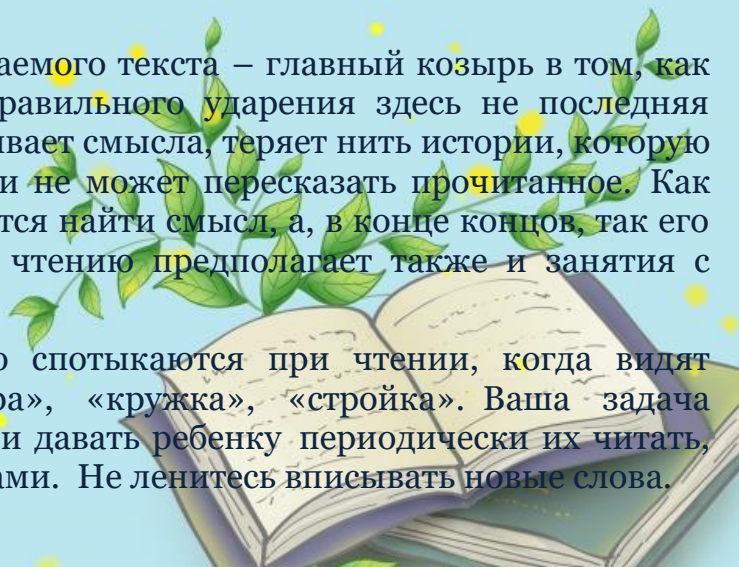 аемого текста – главный козырь в том, как
равильного ударения здесь не последняя
ивает смысла, теряет нить истории, которую
и не может пересказать прочитанное. Как
тся найти смысл, а, в конце концов, так его
чтению предполагает также и занятия с
о спотыкаются при чтении, когда видят
ра», «кружка», «стройка». Ваша задача
и давать ребенку периодически их читать,
ами. Не ленитесь вписывать новые слова.